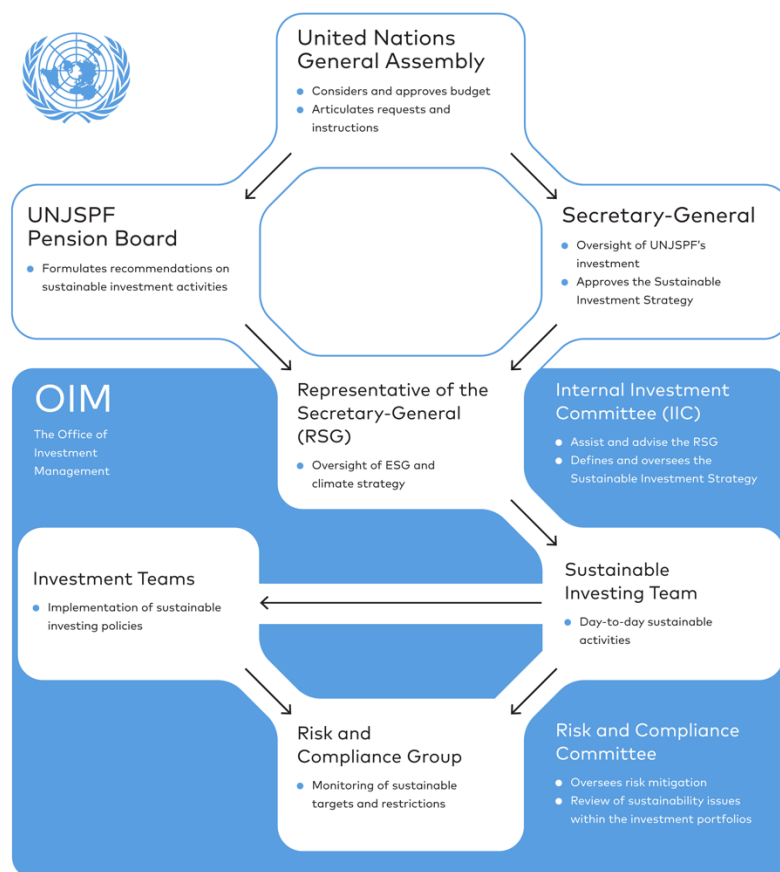 United Nations
General Assembly
Considers and approves budget
Articulates requests and
instructions
UNJSPF
Pension Board
Formulates recommendations on
sustainable investment activities
Secretary-General
Oversight of UNJSPF's
investment
Approves the Sustainable
Investment Strategy
OIM
The Office of
Investment
Management
Representative of the
Secretary-General
(RSG)
Oversight of ESG and
climate strategy
Internal Investment
Committee (IIC)
Assist and advise the RSG
Defines and oversees the
Sustainable Investment Strategy
Investment Teams
Implementation of sustainable
investing policies
Sustainable
Investing Team
Day-to-day sustainable
activities
Risk and
Compliance Group
Monitoring of sustainable
targets and restrictions
Risk and Compliance
Committee
Oversees risk mitigation
Review of sustainability issues
within the investment portfolios